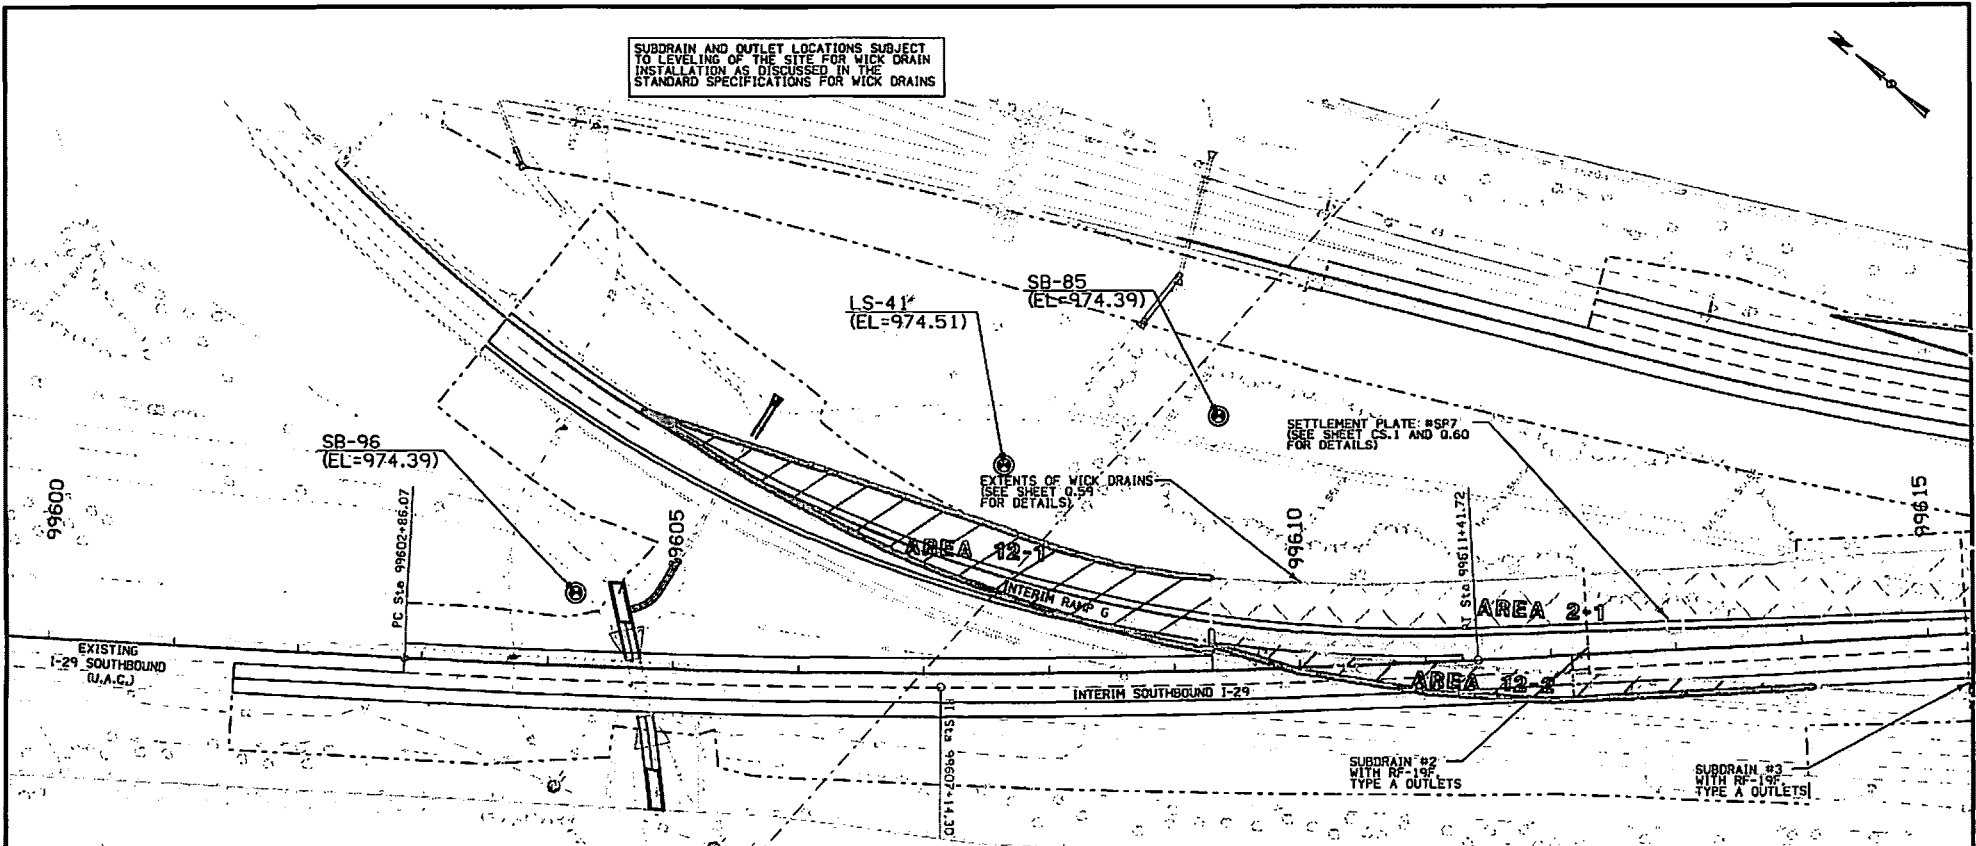 SUBDRAIN AND OUTLET LOCATIONS SUBJECT
TO LEVELING OF THE SITE FOR WICK DRAIN
INSTALLATION AS DISCUSSED IN THE
STANDARD SPECIFICATIONS FOR WICK DRAINS
N
SB-85
(EL=974.39)
LS-41
(EL=974.51)
SETTLEMENT PLATE: #SP7
(SEE SHEET CS.1 AND Q.60
FOR DETAILS)
SB-96
(EL=974.39)
EXTENTS OF WICK DRAINS
(SEE SHEET Q.59
FOR DETAILS)
99600
PC Sta 99602+86.07
99605
99610
PT Sta 99611+41.72
99615
AREA 12-1
INTERIM RAMP G
AREA 2-1
EXISTING
I-29 SOUTHBOUND
(U.A.C.)
INTERIM SOUTHBOUND I-29
AREA 12-2
PI Sta 99607+14.30
SUBDRAIN #2
WITH RF-19F,
TYPE A OUTLETS
SUBDRAIN #3
WITH RF-19F,
TYPE A OUTLETS